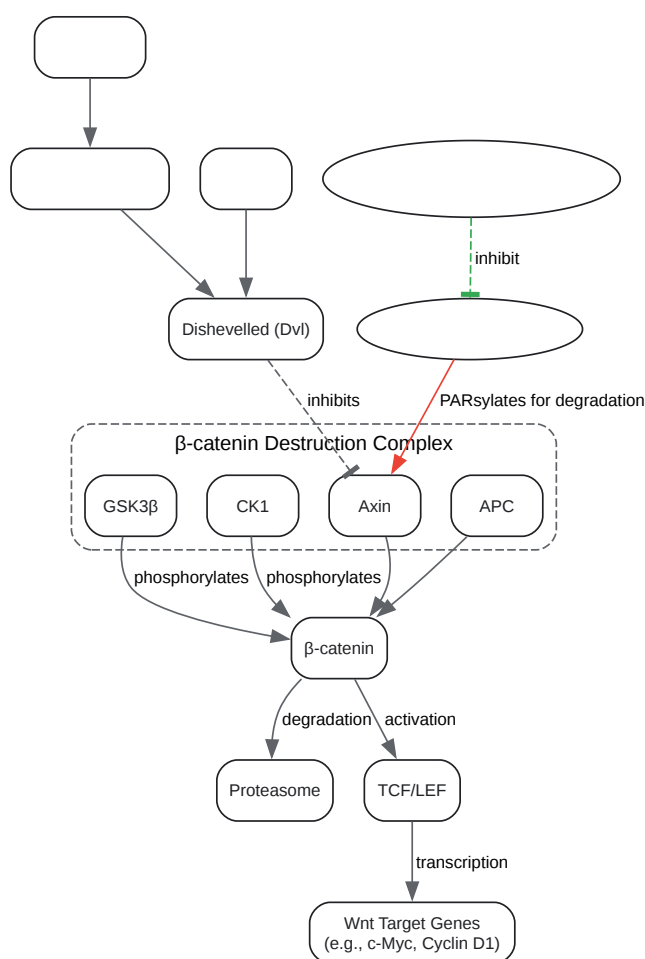 inhibit
Dishevelled (Dvl)
inhibits
PARsylates for degradation
β-catenin Destruction Complex
GSK3β
CK1
Axin
APC
phosphorylates
phosphorylates
β-catenin
degradation
activation
Proteasome
TCF/LEF
transcription
Wnt Target Genes
(e.g., c-Myc, Cyclin D1)